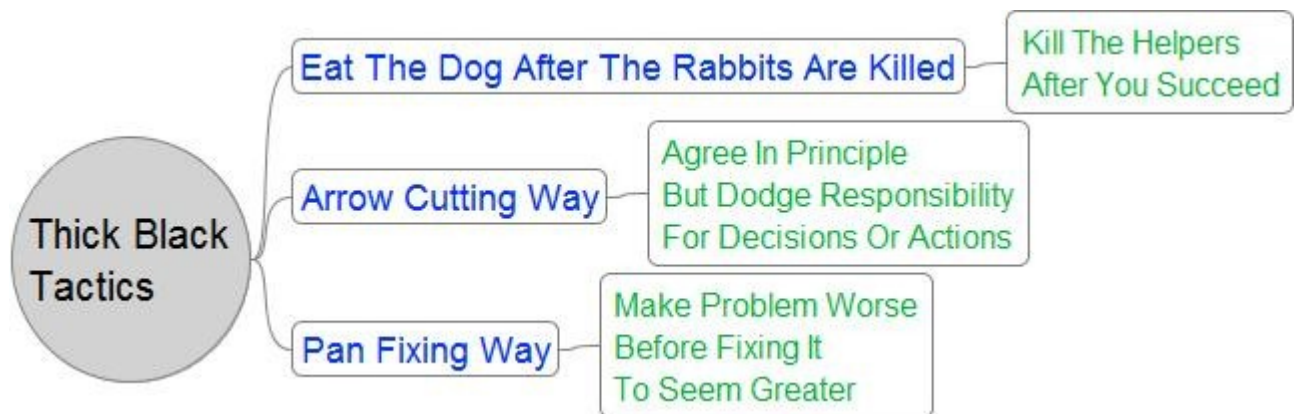 Thick Black
Tactics
Eat The Dog After The Rabbits Are Killed
Kill The Helpers
After You Succeed
Arrow Cutting Way
Agree In Principle
But Dodge Responsibility
For Decisions Or Actions
Pan Fixing Way
Make Problem Worse
Before Fixing It
To Seem Greater